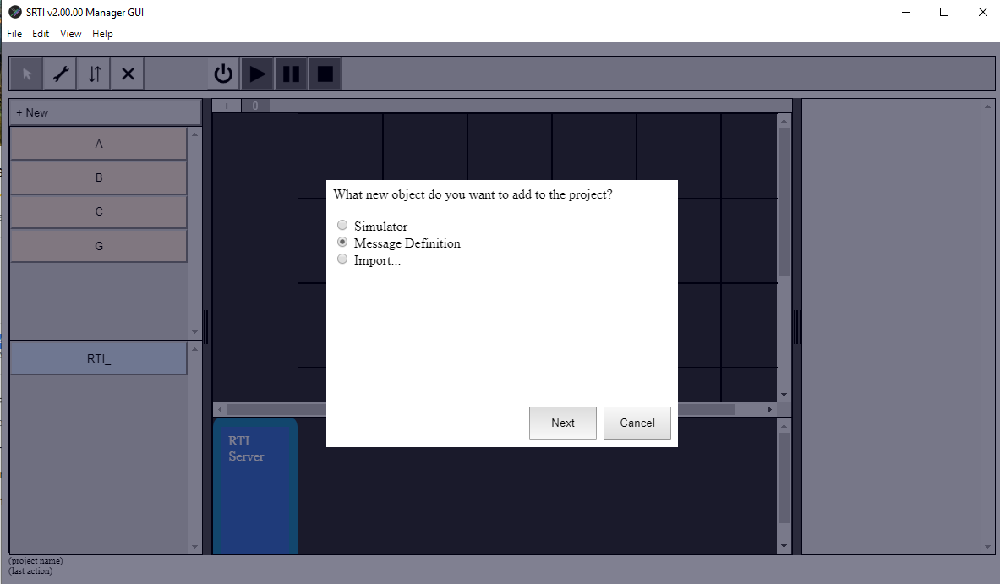 SRTI v2.00.00 Manager GUI
File Edit View Help
+ New
+ 0
A
B
C
G
RTI_
What new object do you want to add to the project?
Simulator
Message Definition
Import...
Next Cancel
RTI
Server
(project name)
(last action)